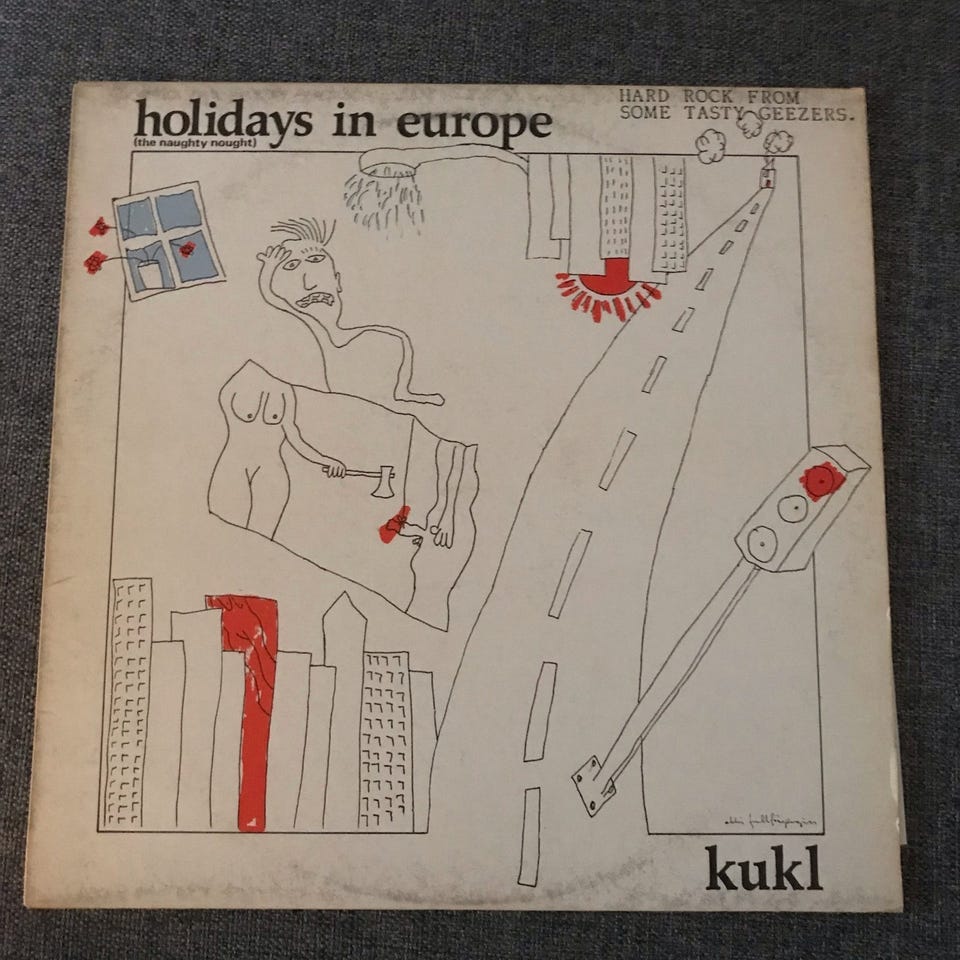 holidays in europe
(the naughty nought)
HARD ROCK FROM
SOME TASTY GEEZERS.
kukl